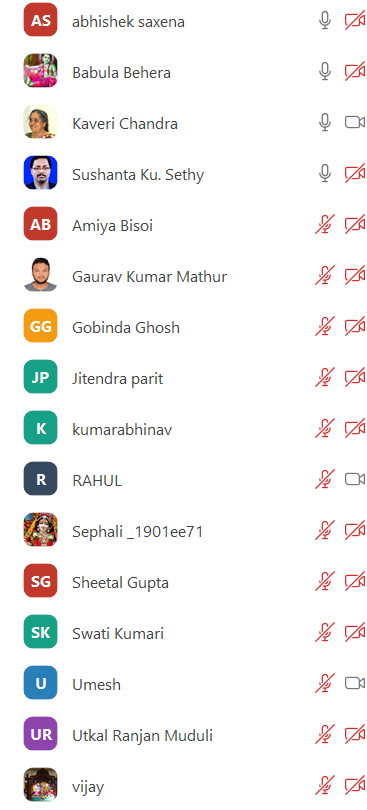 AS abhishek saxena
Babula Behera
Kaveri Chandra
Sushanta Ku. Sethy
AB Amiya Bisoi
Gaurav Kumar Mathur
GG Gobinda Ghosh
JP Jitendra parit
K kumarabhinav
R RAHUL
Sephali _1901ee71
SG Sheetal Gupta
SK Swati Kumari
U Umesh
UR Utkal Ranjan Muduli
vijay